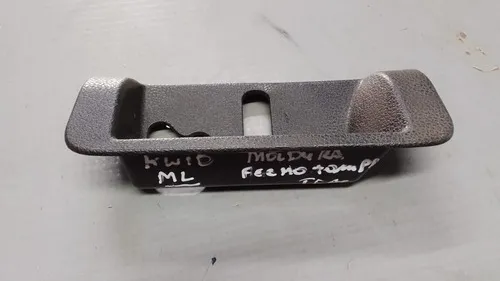 KWID MOLDURA
ML FECHO TAMPA